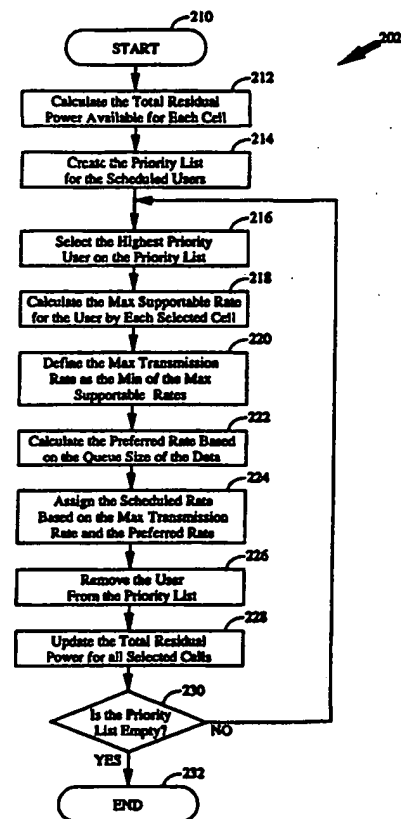 210
START
202
212
Calculate the Total Residual
Power Available for Each Cell
214
Create the Priority List
for the Scheduled Users
216
Select the Highest Priority
User on the Priority List
218
Calculate the Max Supportable Rate
for the User by Each Selected Cell
220
Define the Max Transmission
Rate as the Min of the Max
Supportable Rates
222
Calculate the Preferred Rate Based
on the Queue Size of the Data
224
Assign the Scheduled Rate
Based on the Max Transmission
Rate and the Preferred Rate
226
Remove the User
From the Priority List
228
Update the Total Residual
Power for all Selected Calls
230
Is the Priority
List Empty?
NO
YES
232
END